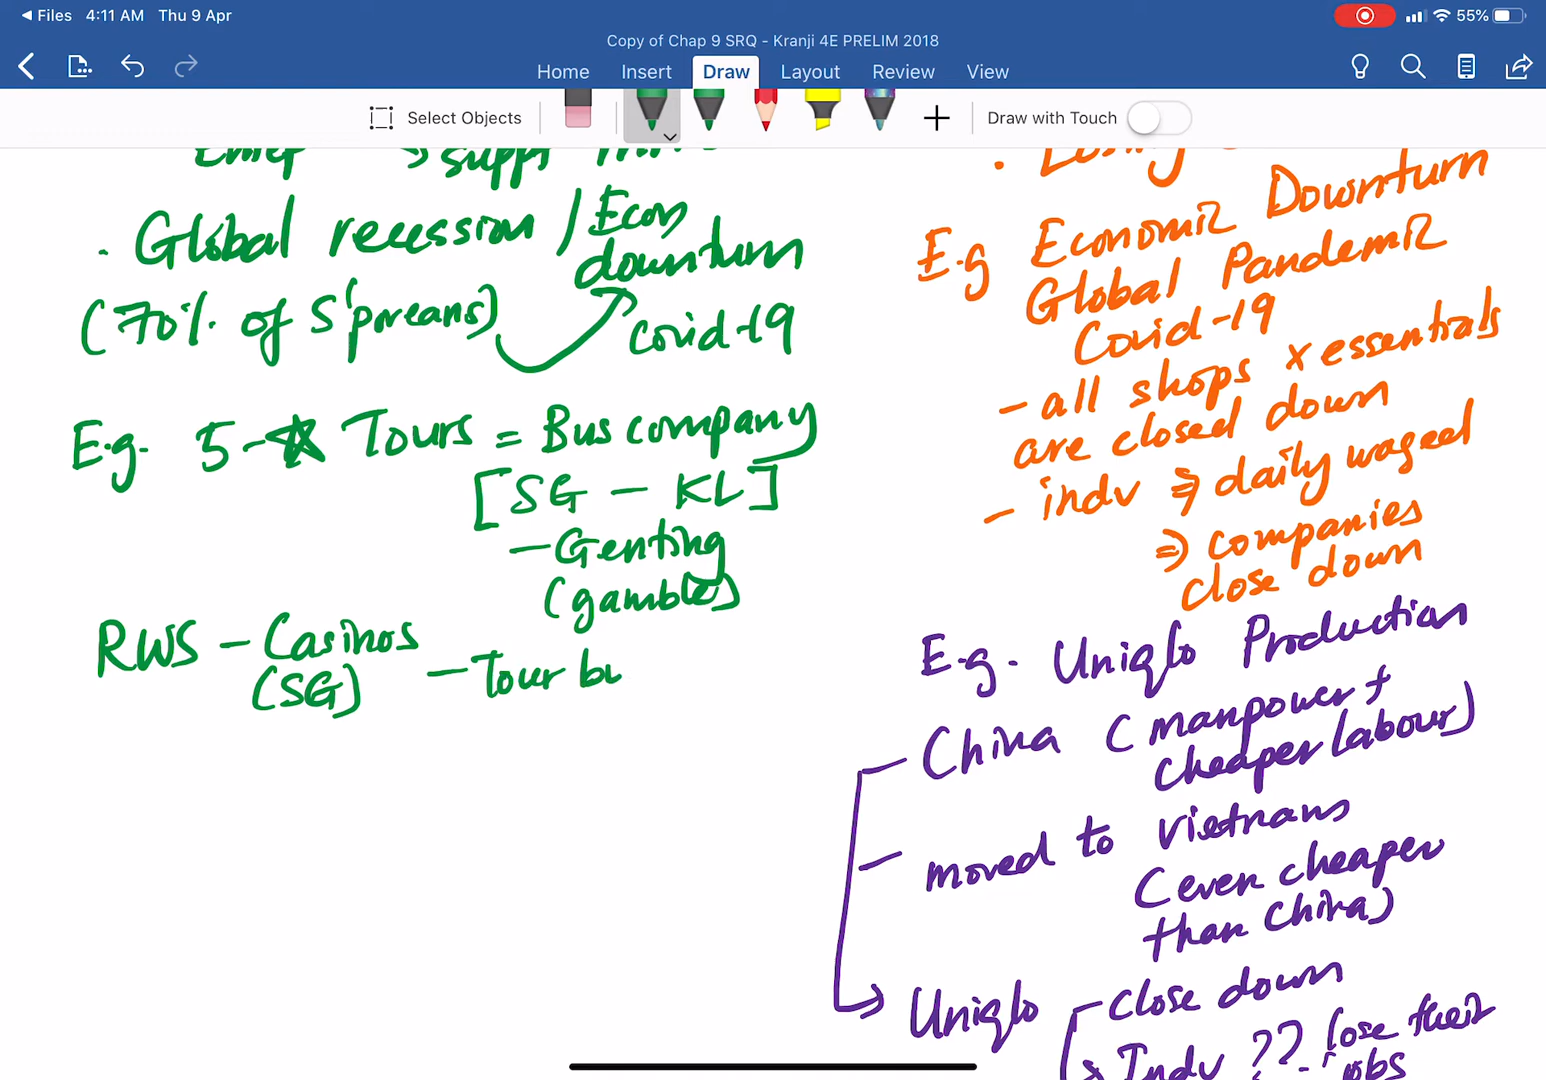 Files 4:11 AM Thu 9 Apr 55%
Copy of Chap 9 SRQ - Kranji 4E PRELIM 2018
Home Insert Draw Layout Review View
Select Objects Draw with Touch
↳ suppt
. Global recession / Econ
downturn
(70% of S'poreans)
Covid-19
E.g. 5-☆ Tours = Bus company
[SG - KL]
- Genting
(gamble)
RWS - Casinos
(SG) - Tour bu
. Losing
E.g Economic Downturn
Global Pandemic
Covid-19
- all shops x essentials
are closed down
- indv ⇒ daily waged
⇒ companies
close down
E.g. Uniqlo Production
- China (manpower +
cheaper labour)
- moved to Vietnam
(even cheaper
than China)
→ Uniqlo - close down
→ Indv ?? lose their
jobs